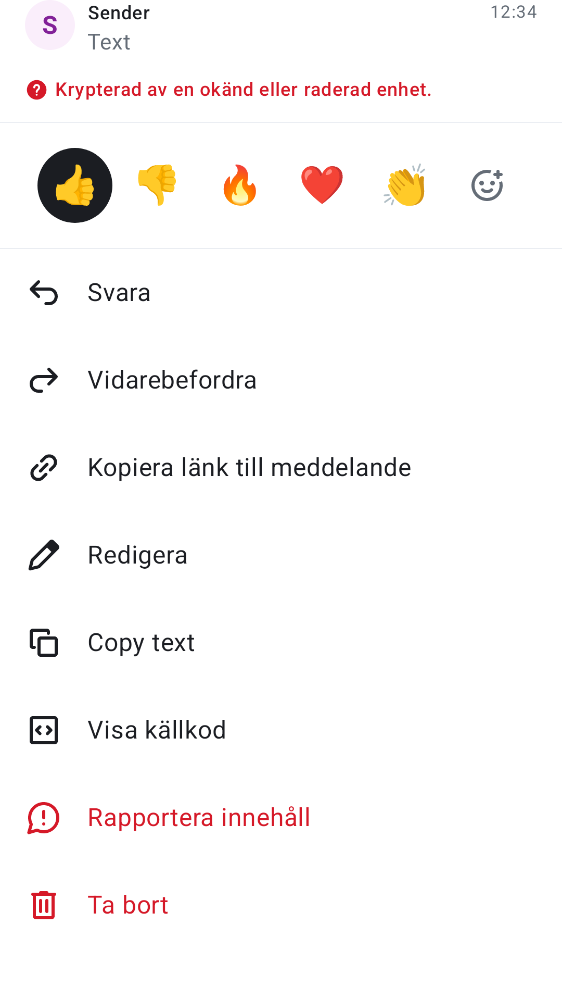 S
Sender
12:34
Text
Krypterad av en okänd eller raderad enhet.
Svara
Vidarebefordra
Kopiera länk till meddelande
Redigera
Copy text
Visa källkod
Rapportera innehåll
Ta bort